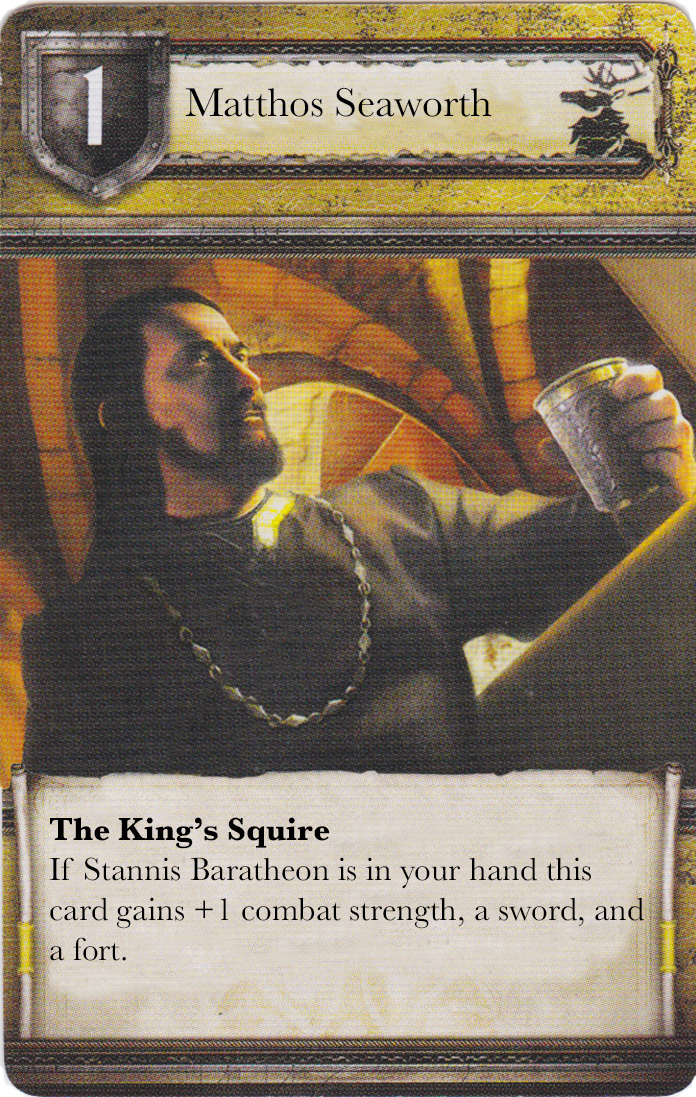 1
Matthos Seaworth
The King's Squire
If Stannis Baratheon is in your hand this
card gains +1 combat strength, a sword, and
a fort.